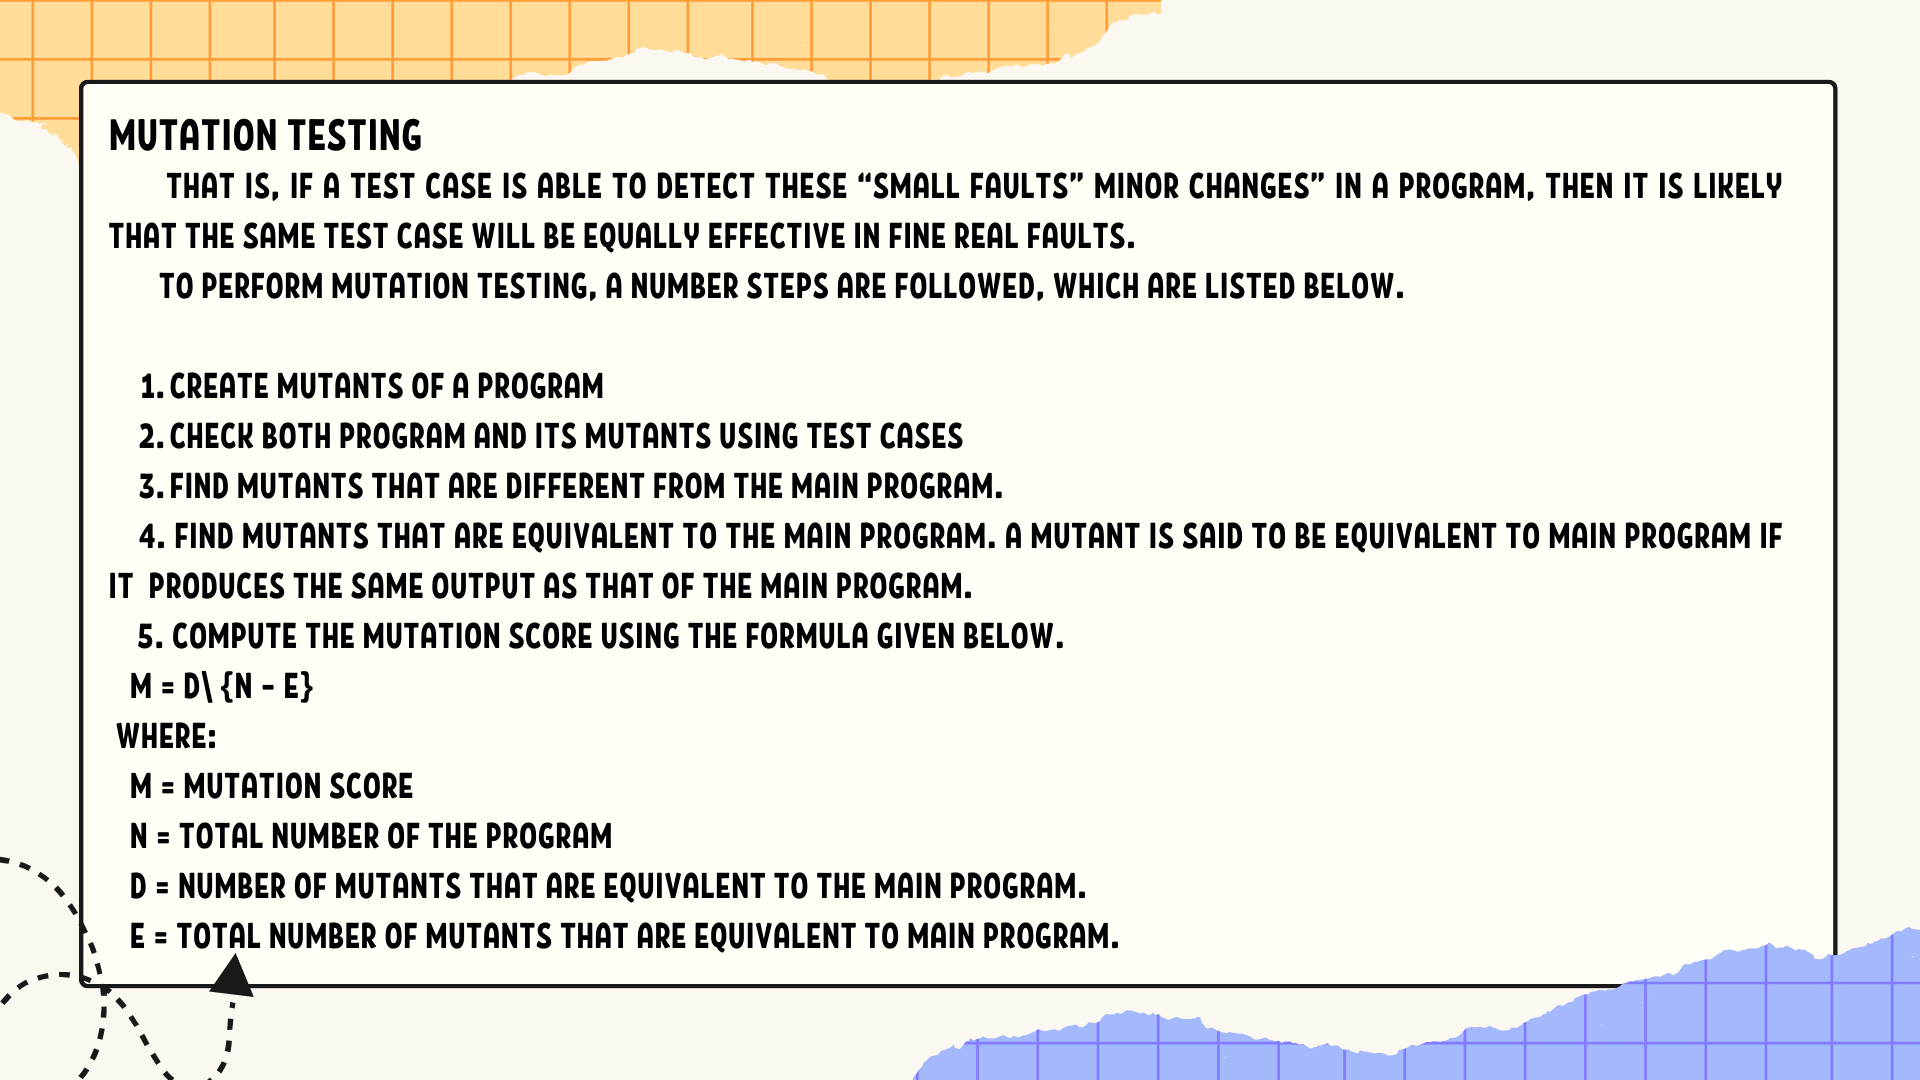 MUTATION TESTING
THAT IS, IF A TEST CASE IS ABLE TO DETECT THESE “SMALL FAULTS” MINOR CHANGES” IN A PROGRAM, THEN IT IS LIKELY
THAT THE SAME TEST CASE WILL BE EQUALLY EFFECTIVE IN FINE REAL FAULTS.
TO PERFORM MUTATION TESTING, A NUMBER STEPS ARE FOLLOWED, WHICH ARE LISTED BELOW.
1. CREATE MUTANTS OF A PROGRAM
2. CHECK BOTH PROGRAM AND ITS MUTANTS USING TEST CASES
3. FIND MUTANTS THAT ARE DIFFERENT FROM THE MAIN PROGRAM.
4. FIND MUTANTS THAT ARE EQUIVALENT TO THE MAIN PROGRAM. A MUTANT IS SAID TO BE EQUIVALENT TO MAIN PROGRAM IF
IT PRODUCES THE SAME OUTPUT AS THAT OF THE MAIN PROGRAM.
5. COMPUTE THE MUTATION SCORE USING THE FORMULA GIVEN BELOW.
M = D\ {N - E}
WHERE:
M = MUTATION SCORE
N = TOTAL NUMBER OF THE PROGRAM
D = NUMBER OF MUTANTS THAT ARE EQUIVALENT TO THE MAIN PROGRAM.
E = TOTAL NUMBER OF MUTANTS THAT ARE EQUIVALENT TO MAIN PROGRAM.